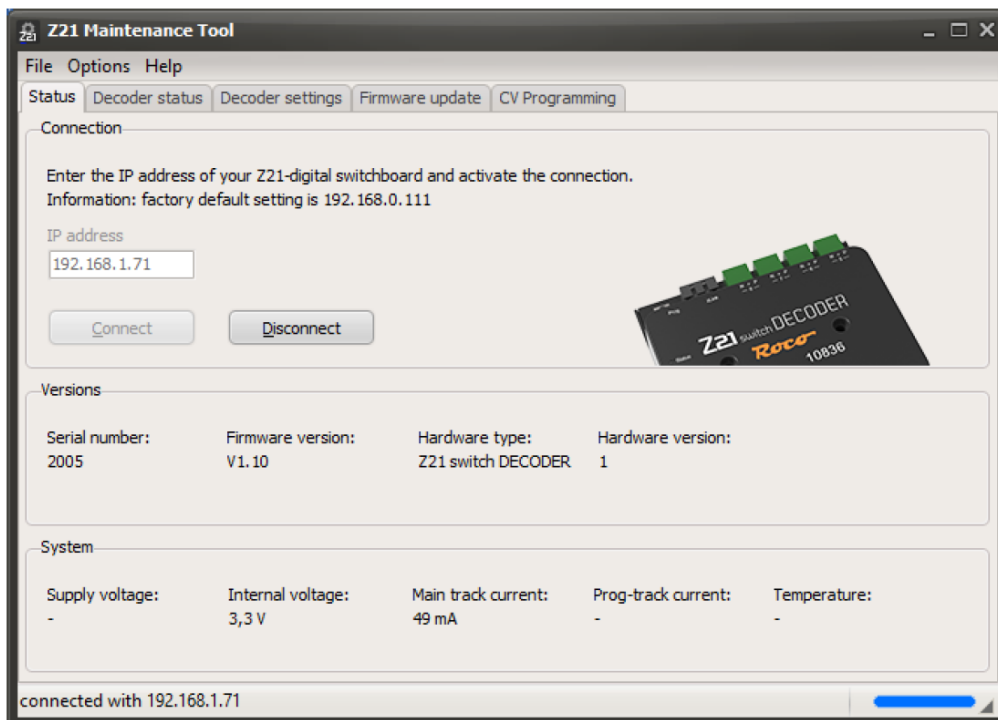 Z21 Maintenance Tool
File Options Help
Status Decoder status Decoder settings Firmware update CV Programming
Connection
Enter the IP address of your Z21-digital switchboard and activate the connection.
Information: factory default setting is 192.168.0.111
IP address
192.168.1.71
Connect Disconnect
Z21 switch DECODER
Roco 10836
Versions
Serial number: Firmware version: Hardware type: Hardware version:
2005 V1.10 Z21 switch DECODER 1
System
Supply voltage: Internal voltage: Main track current: Prog-track current: Temperature:
- 3,3 V 49 mA - -
connected with 192.168.1.71